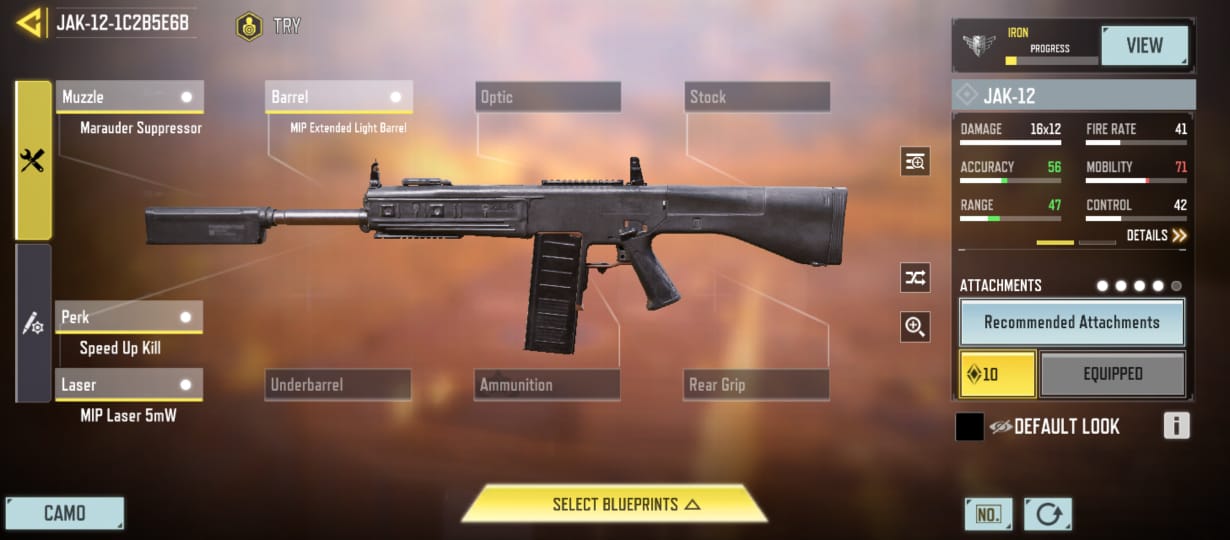 JAK-12-1C2B5E6B
TRY
IRON
PROGRESS
VIEW
Muzzle
Marauder Suppressor
Barrel
MIP Extended Light Barrel
Optic
Stock
JAK-12
DAMAGE 16x12
FIRE RATE 41
ACCURACY 56
MOBILITY 71
RANGE 47
CONTROL 42
DETAILS
ATTACHMENTS
Recommended Attachments
10
EQUIPPED
Perk
Speed Up Kill
Laser
MIP Laser 5mW
Underbarrel
Ammunition
Rear Grip
DEFAULT LOOK
i
CAMO
SELECT BLUEPRINTS
NO.